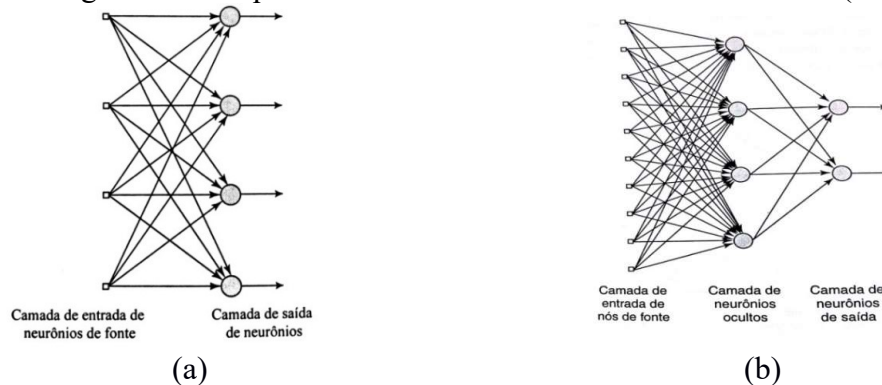 Camada de entrada de
neurônios de fonte
Camada de saída
de neurônios
(a)
Camada de
entrada de
nós de fonte
Camada de
neurônios
ocultos
Camada de
neurônios
de saída
(b)